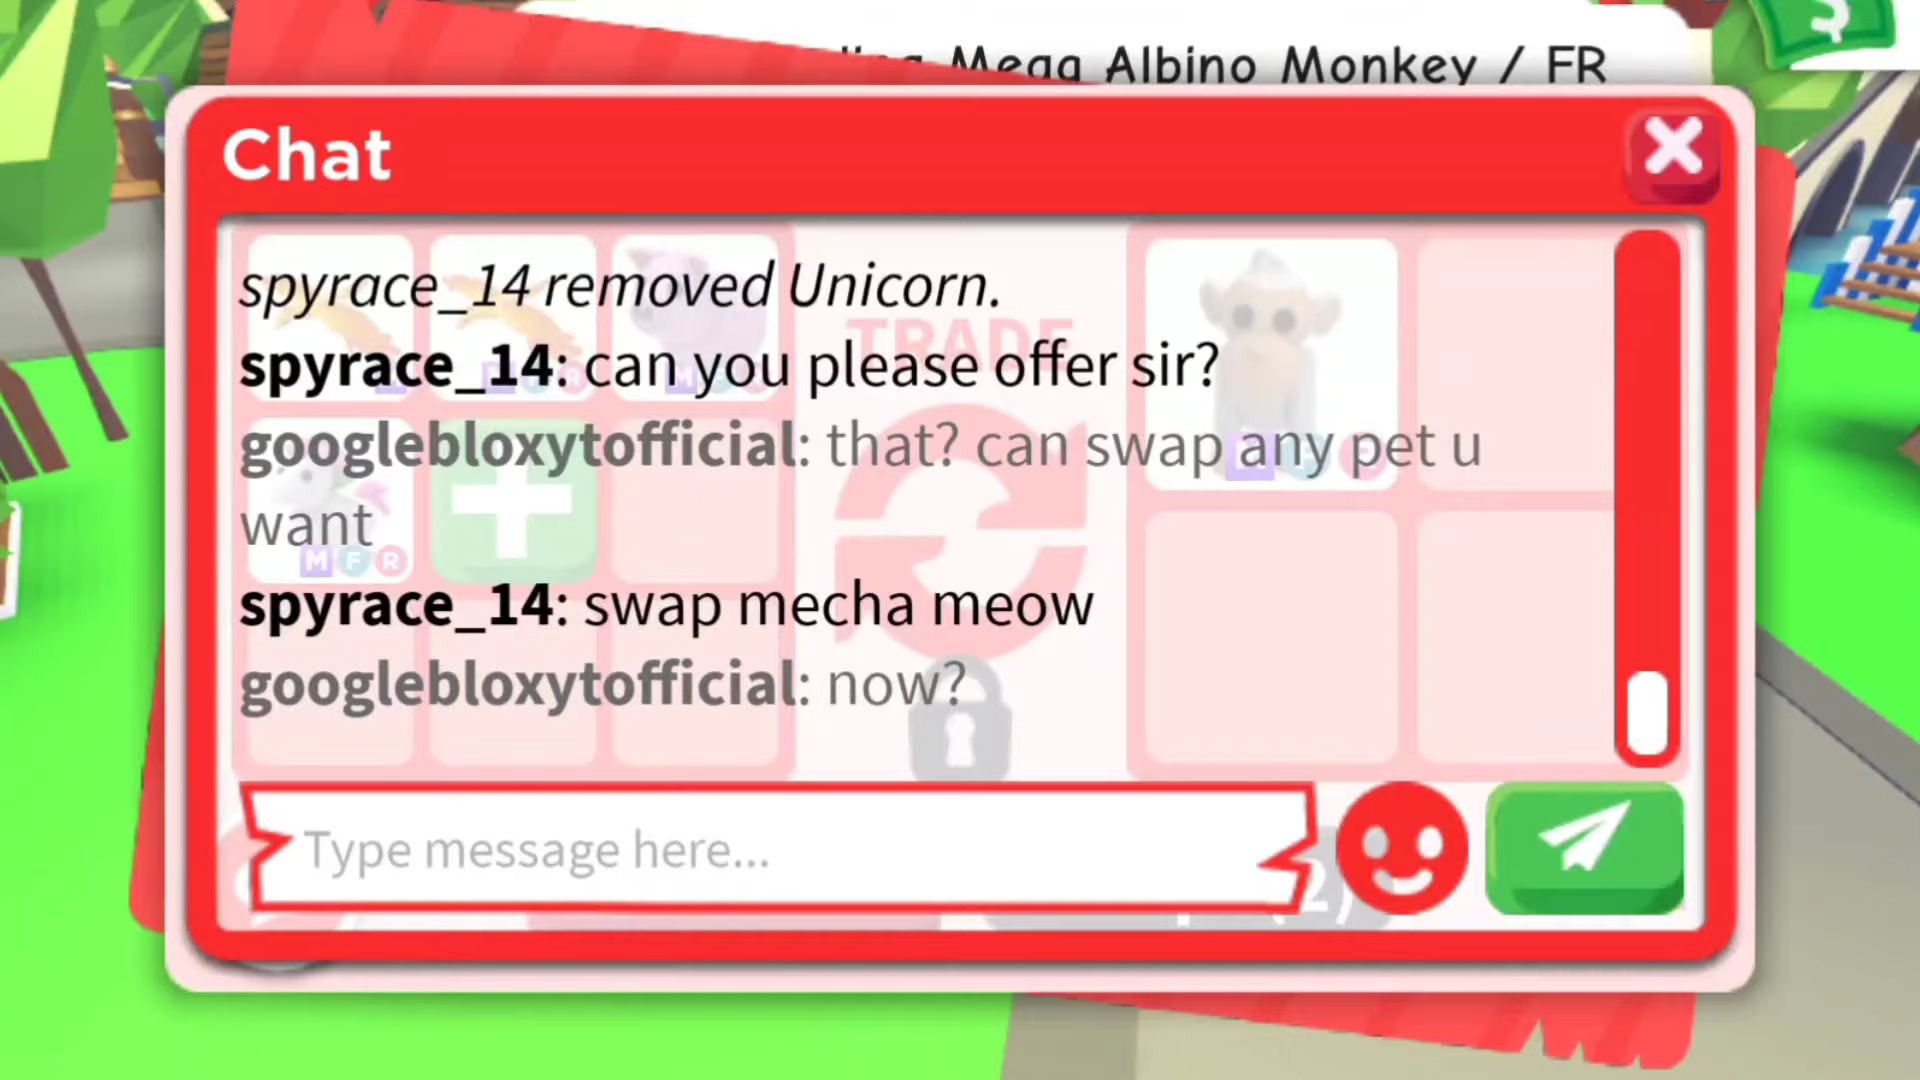 Mega Albino Monkey / FR
Chat
spyrace_14 removed Unicorn.
TRADE
spyrace_14: can you please offer sir?
googlebloxytofficial: that? can swap any pet u
want
M F R
spyrace_14: swap mecha meow
googlebloxytofficial: now?
Type message here...